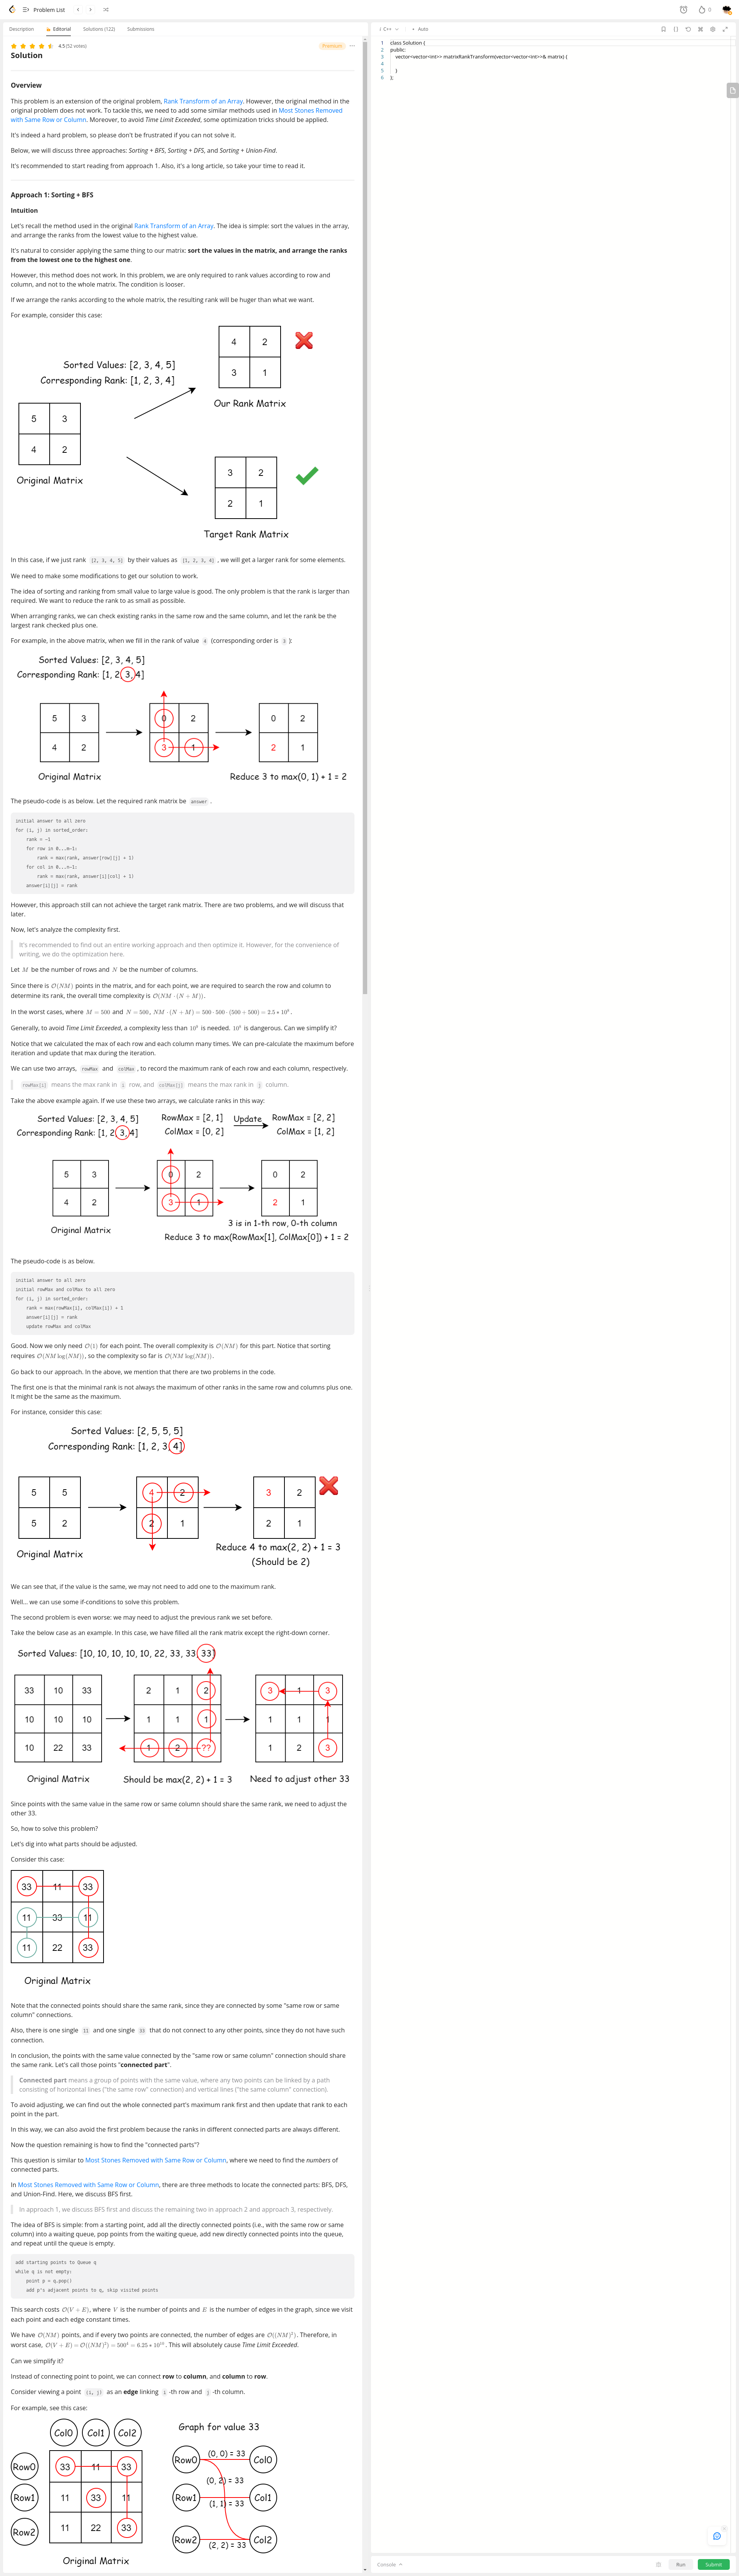 Problem List
0
Description
Editorial
Solutions (122)
Submissions
4.5 (52 votes)
Premium
Solution
Overview
This problem is an extension of the original problem, Rank Transform of an Array. However, the original method in the
original problem does not work. To tackle this, we need to add some similar methods used in Most Stones Removed
with Same Row or Column. Moreover, to avoid Time Limit Exceeded, some optimization tricks should be applied.
It's indeed a hard problem, so please don't be frustrated if you can not solve it.
Below, we will discuss three approaches: Sorting + BFS, Sorting + DFS, and Sorting + Union-Find.
It's recommended to start reading from approach 1. Also, it's a long article, so take your time to read it.
Approach 1: Sorting + BFS
Intuition
Let's recall the method used in the original Rank Transform of an Array. The idea is simple: sort the values in the array,
and arrange the ranks from the lowest value to the highest value.
It's natural to consider applying the same thing to our matrix: sort the values in the matrix, and arrange the ranks
from the lowest one to the highest one.
However, this method does not work. In this problem, we are only required to rank values according to row and
column, and not to the whole matrix. The condition is looser.
If we arrange the ranks according to the whole matrix, the resulting rank will be huger than what we want.
For example, consider this case:
Sorted Values: [2, 3, 4, 5]
Corresponding Rank: [1, 2, 3, 4]
4 2
3 1
Our Rank Matrix
5 3
4 2
Original Matrix
3 2
2 1
Target Rank Matrix
In this case, if we just rank [2, 3, 4, 5] by their values as [1, 2, 3, 4] , we will get a larger rank for some elements.
We need to make some modifications to get our solution to work.
The idea of sorting and ranking from small value to large value is good. The only problem is that the rank is larger than
required. We want to reduce the rank to as small as possible.
When arranging ranks, we can check existing ranks in the same row and the same column, and let the rank be the
largest rank checked plus one.
For example, in the above matrix, when we fill in the rank of value 4 (corresponding order is 3 ):
Sorted Values: [2, 3, 4, 5]
Corresponding Rank: [1, 2, 3, 4]
5 3
4 2
0 2
3 1
0 2
2 1
Original Matrix
Reduce 3 to max(0, 1) + 1 = 2
The pseudo-code is as below. Let the required rank matrix be answer .
initial answer to all zero
for (i, j) in sorted_order:
rank = -1
for row in 0...m-1:
rank = max(rank, answer[row][j] + 1)
for col in 0...n-1:
rank = max(rank, answer[i][col] + 1)
answer[i][j] = rank
However, this approach still can not achieve the target rank matrix. There are two problems, and we will discuss that
later.
Now, let's analyze the complexity first.
It's recommended to find out an entire working approach and then optimize it. However, for the convenience of
writing, we do the optimization here.
Let M be the number of rows and N be the number of columns.
Since there is O(NM) points in the matrix, and for each point, we are required to search the row and column to
determine its rank, the overall time complexity is O(NM · (N + M)).
In the worst cases, where M = 500 and N = 500, NM · (N + M) = 500 · 500 · (500 + 500) = 2.5 * 10⁸.
Generally, to avoid Time Limit Exceeded, a complexity less than 10⁸ is needed. 10⁸ is dangerous. Can we simplify it?
Notice that we calculated the max of each row and each column many times. We can pre-calculate the maximum before
iteration and update that max during the iteration.
We can use two arrays, rowMax and colMax , to record the maximum rank of each row and each column, respectively.
rowMax[i] means the max rank in i row, and colMax[j] means the max rank in j column.
Take the above example again. If we use these two arrays, we calculate ranks in this way:
Sorted Values: [2, 3, 4, 5]
Corresponding Rank: [1, 2, 3, 4]
RowMax = [2, 1]
ColMax = [0, 2]
Update
RowMax = [2, 2]
ColMax = [1, 2]
5 3
4 2
0 2
3 1
0 2
2 1
Original Matrix
3 is in 1-th row, 0-th column
Reduce 3 to max(RowMax[1], ColMax[0]) + 1 = 2
The pseudo-code is as below.
initial answer to all zero
initial rowMax and colMax to all zero
for (i, j) in sorted_order:
rank = max(rowMax[i], colMax[i]) + 1
answer[i][j] = rank
update rowMax and colMax
Good. Now we only need O(1) for each point. The overall complexity is O(NM) for this part. Notice that sorting
requires O(NM log(NM)), so the complexity so far is O(NM log(NM)).
Go back to our approach. In the above, we mention that there are two problems in the code.
The first one is that the minimal rank is not always the maximum of other ranks in the same row and columns plus one.
It might be the same as the maximum.
For instance, consider this case:
Sorted Values: [2, 5, 5, 5]
Corresponding Rank: [1, 2, 3, 4]
5 5
5 2
4 2
2 1
3 2
2 1
Original Matrix
Reduce 4 to max(2, 2) + 1 = 3
(Should be 2)
We can see that, if the value is the same, we may not need to add one to the maximum rank.
Well... we can use some if-conditions to solve this problem.
The second problem is even worse: we may need to adjust the previous rank we set before.
Take the below case as an example. In this case, we have filled all the rank matrix except the right-down corner.
Sorted Values: [10, 10, 10, 10, 10, 22, 33, 33, 33]
33 10 33
10 10 10
10 22 33
2 1 2
1 1 1
1 2 ??
3 1 3
1 1 1
1 2 3
Original Matrix
Should be max(2, 2) + 1 = 3
Need to adjust other 33
Since points with the same value in the same row or same column should share the same rank, we need to adjust the
other 33.
So, how to solve this problem?
Let's dig into what parts should be adjusted.
Consider this case:
33 11 33
11 33 11
11 22 33
Original Matrix
Note that the connected points should share the same rank, since they are connected by some "same row or same
column" connections.
Also, there is one single 11 and one single 33 that do not connect to any other points, since they do not have such
connection.
In conclusion, the points with the same value connected by the "same row or same column" connection should share
the same rank. Let's call those points "connected part".
Connected part means a group of points with the same value, where any two points can be linked by a path
consisting of horizontal lines ("the same row" connection) and vertical lines ("the same column" connection).
To avoid adjusting, we can find out the whole connected part's maximum rank first and then update that rank to each
point in the part.
In this way, we can also avoid the first problem because the ranks in different connected parts are always different.
Now the question remaining is how to find the "connected parts"?
This question is similar to Most Stones Removed with Same Row or Column, where we need to find the numbers of
connected parts.
In Most Stones Removed with Same Row or Column, there are three methods to locate the connected parts: BFS, DFS,
and Union-Find. Here, we discuss BFS first.
In approach 1, we discuss BFS first and discuss the remaining two in approach 2 and approach 3, respectively.
The idea of BFS is simple: from a starting point, add all the directly connected points (i.e., with the same row or same
column) into a waiting queue, pop points from the waiting queue, add new directly connected points into the queue,
and repeat until the queue is empty.
add starting points to Queue q
while q is not empty:
point p = q.pop()
add p's adjacent points to q, skip visited points
This search costs O(V + E), where V is the number of points and E is the number of edges in the graph, since we visit
each point and each edge constant times.
We have O(NM) points, and if every two points are connected, the number of edges are O((NM)²). Therefore, in
worst case, O(V + E) = O((NM)²) = 500⁴ = 6.25 * 10¹⁰. This will absolutely cause Time Limit Exceeded.
Can we simplify it?
Instead of connecting point to point, we can connect row to column, and column to row.
Consider viewing a point (i, j) as an edge linking i -th row and j -th column.
For example, see this case:
Col0 Col1 Col2
Row0 33 11 33
Row1 11 33 11
Row2 11 22 33
Original Matrix
Graph for value 33
Row0 (0, 0) = 33 Col0
(0, 2) = 33
Row1 (1, 1) = 33 Col1
Row2 (2, 2) = 33 Col2
C++
Auto
1 class Solution {
2 public:
3 vector<vector<int>> matrixRankTransform(vector<vector<int>>& matrix) {
4
5 }
6 };
Console
Run
Submit